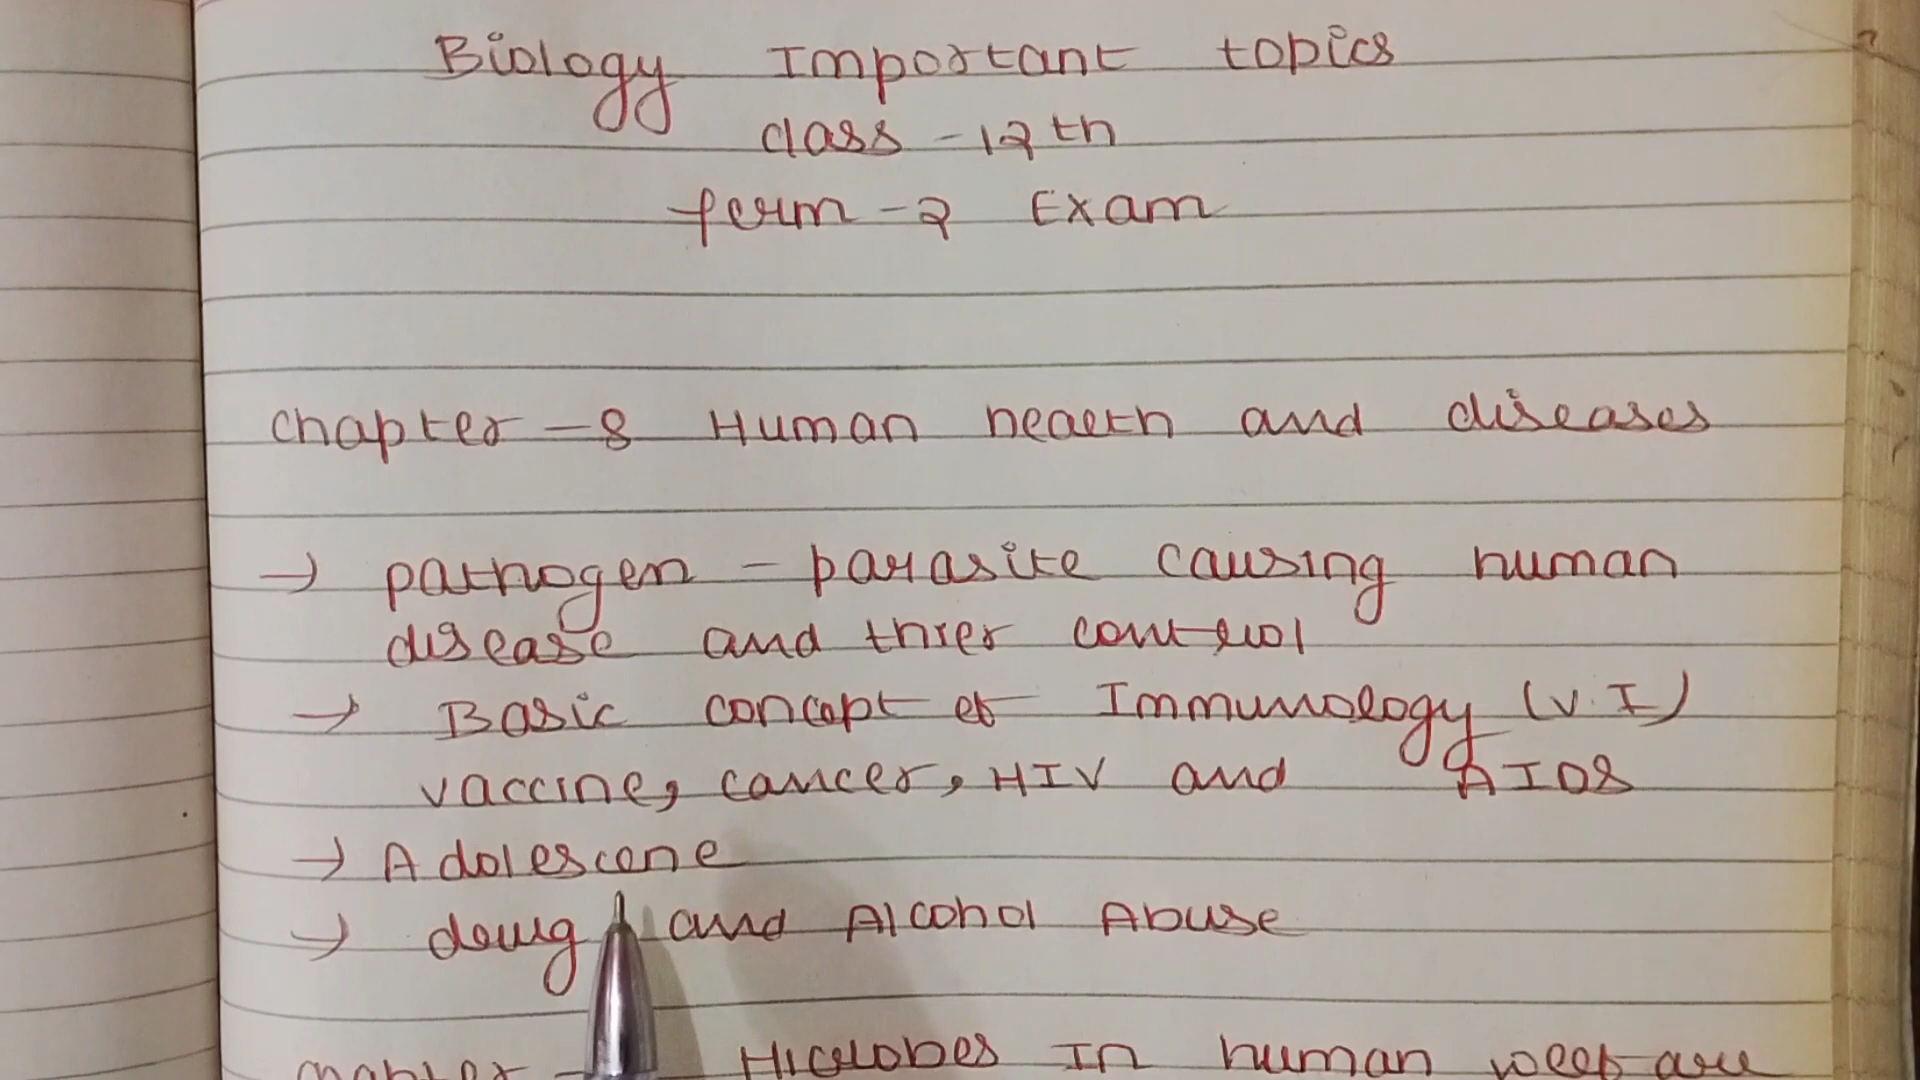 Biology Important topics
class - 12th
Term - 2 Exam
Chapter - 8 Human health and diseases
→ pathogen - parasite causing human
disease and thier control
→ Basic concept of Immunology (V.I)
vaccine, cancer, HIV and AIDS
→ Adolescene
→ drug and Alcohol Abuse
chapter - Microbes In human welfare